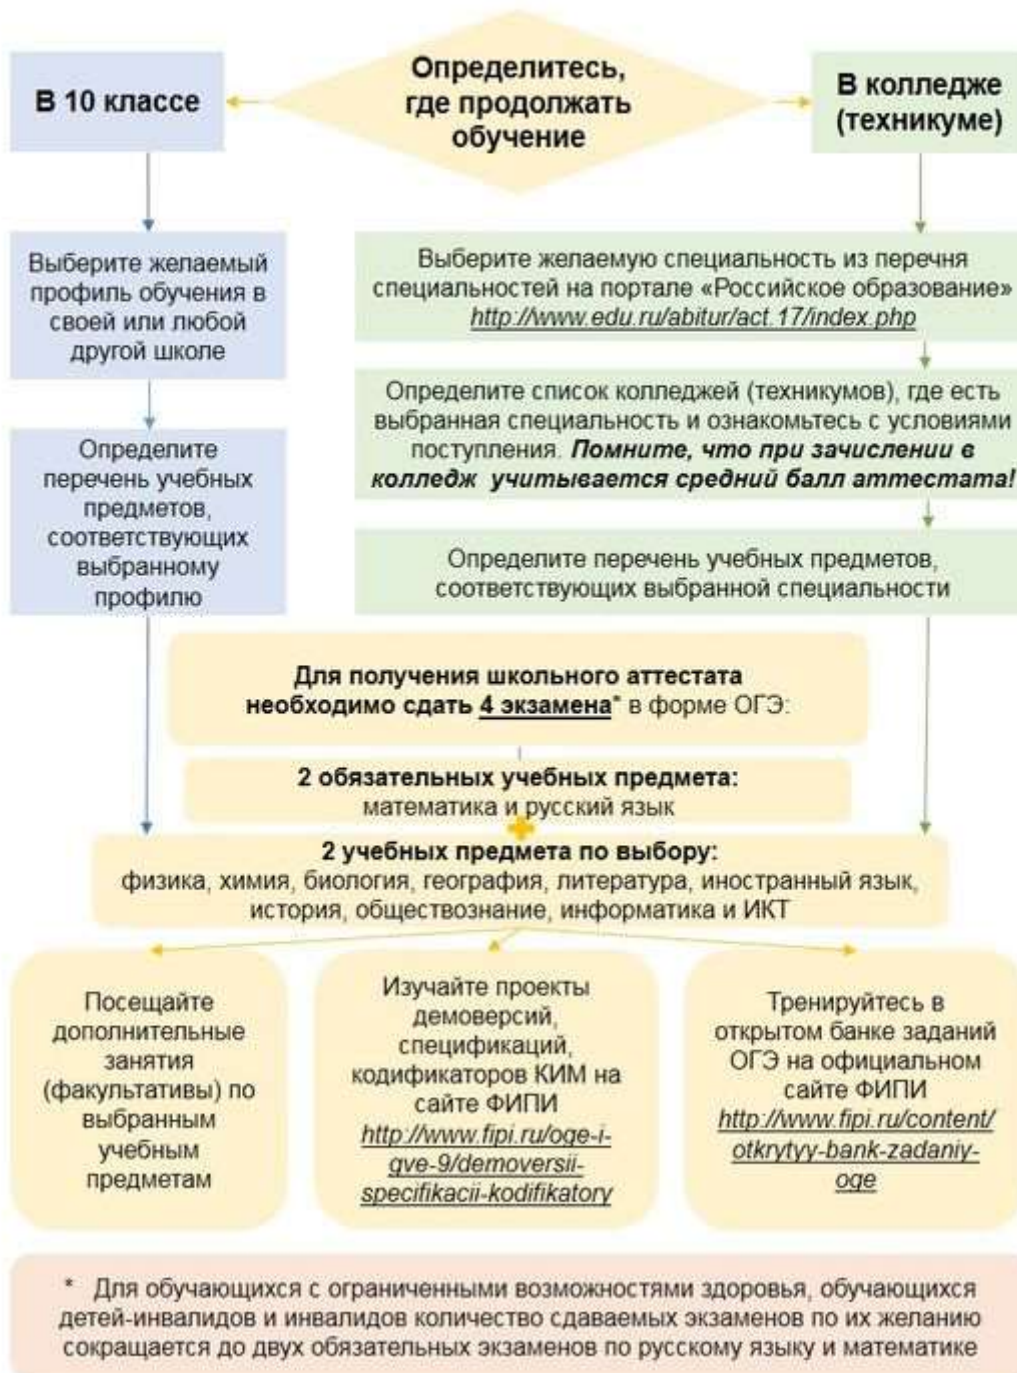 Определитесь,
где продолжать
обучение
В 10 классе
В колледже
(техникуме)
Выберите желаемый
профиль обучения в
своей или любой
другой школе
Определите
перечень учебных
предметов,
соответствующих
выбранному
профилю
Выберите желаемую специальность из перечня
специальностей на портале «Российское образование»
http://www.edu.ru/abitur/act.17/index.php
Определите список колледжей (техникумов), где есть
выбранная специальность и ознакомьтесь с условиями
поступления. Помните, что при зачислении в
колледж учитывается средний балл аттестата!
Определите перечень учебных предметов,
соответствующих выбранной специальности
Для получения школьного аттестата
необходимо сдать 4 экзамена* в форме ОГЭ:
2 обязательных учебных предмета:
математика и русский язык
2 учебных предмета по выбору:
физика, химия, биология, география, литература, иностранный язык,
история, обществознание, информатика и ИКТ
Посещайте
дополнительные
занятия
(факультативы) по
выбранным
учебным
предметам
Изучайте проекты
демоверсий,
спецификаций,
кодификаторов КИМ на
сайте ФИПИ
http://www.fipi.ru/oge-i-
gve-9/demoversii-
specifikacii-kodifikatory
Тренируйтесь в
открытом банке заданий
ОГЭ на официальном
сайте ФИПИ
http://www.fipi.ru/content/
otkrytyy-bank-zadaniy-
oge
* Для обучающихся с ограниченными возможностями здоровья, обучающихся
детей-инвалидов и инвалидов количество сдаваемых экзаменов по их желанию
сокращается до двух обязательных экзаменов по русскому языку и математике